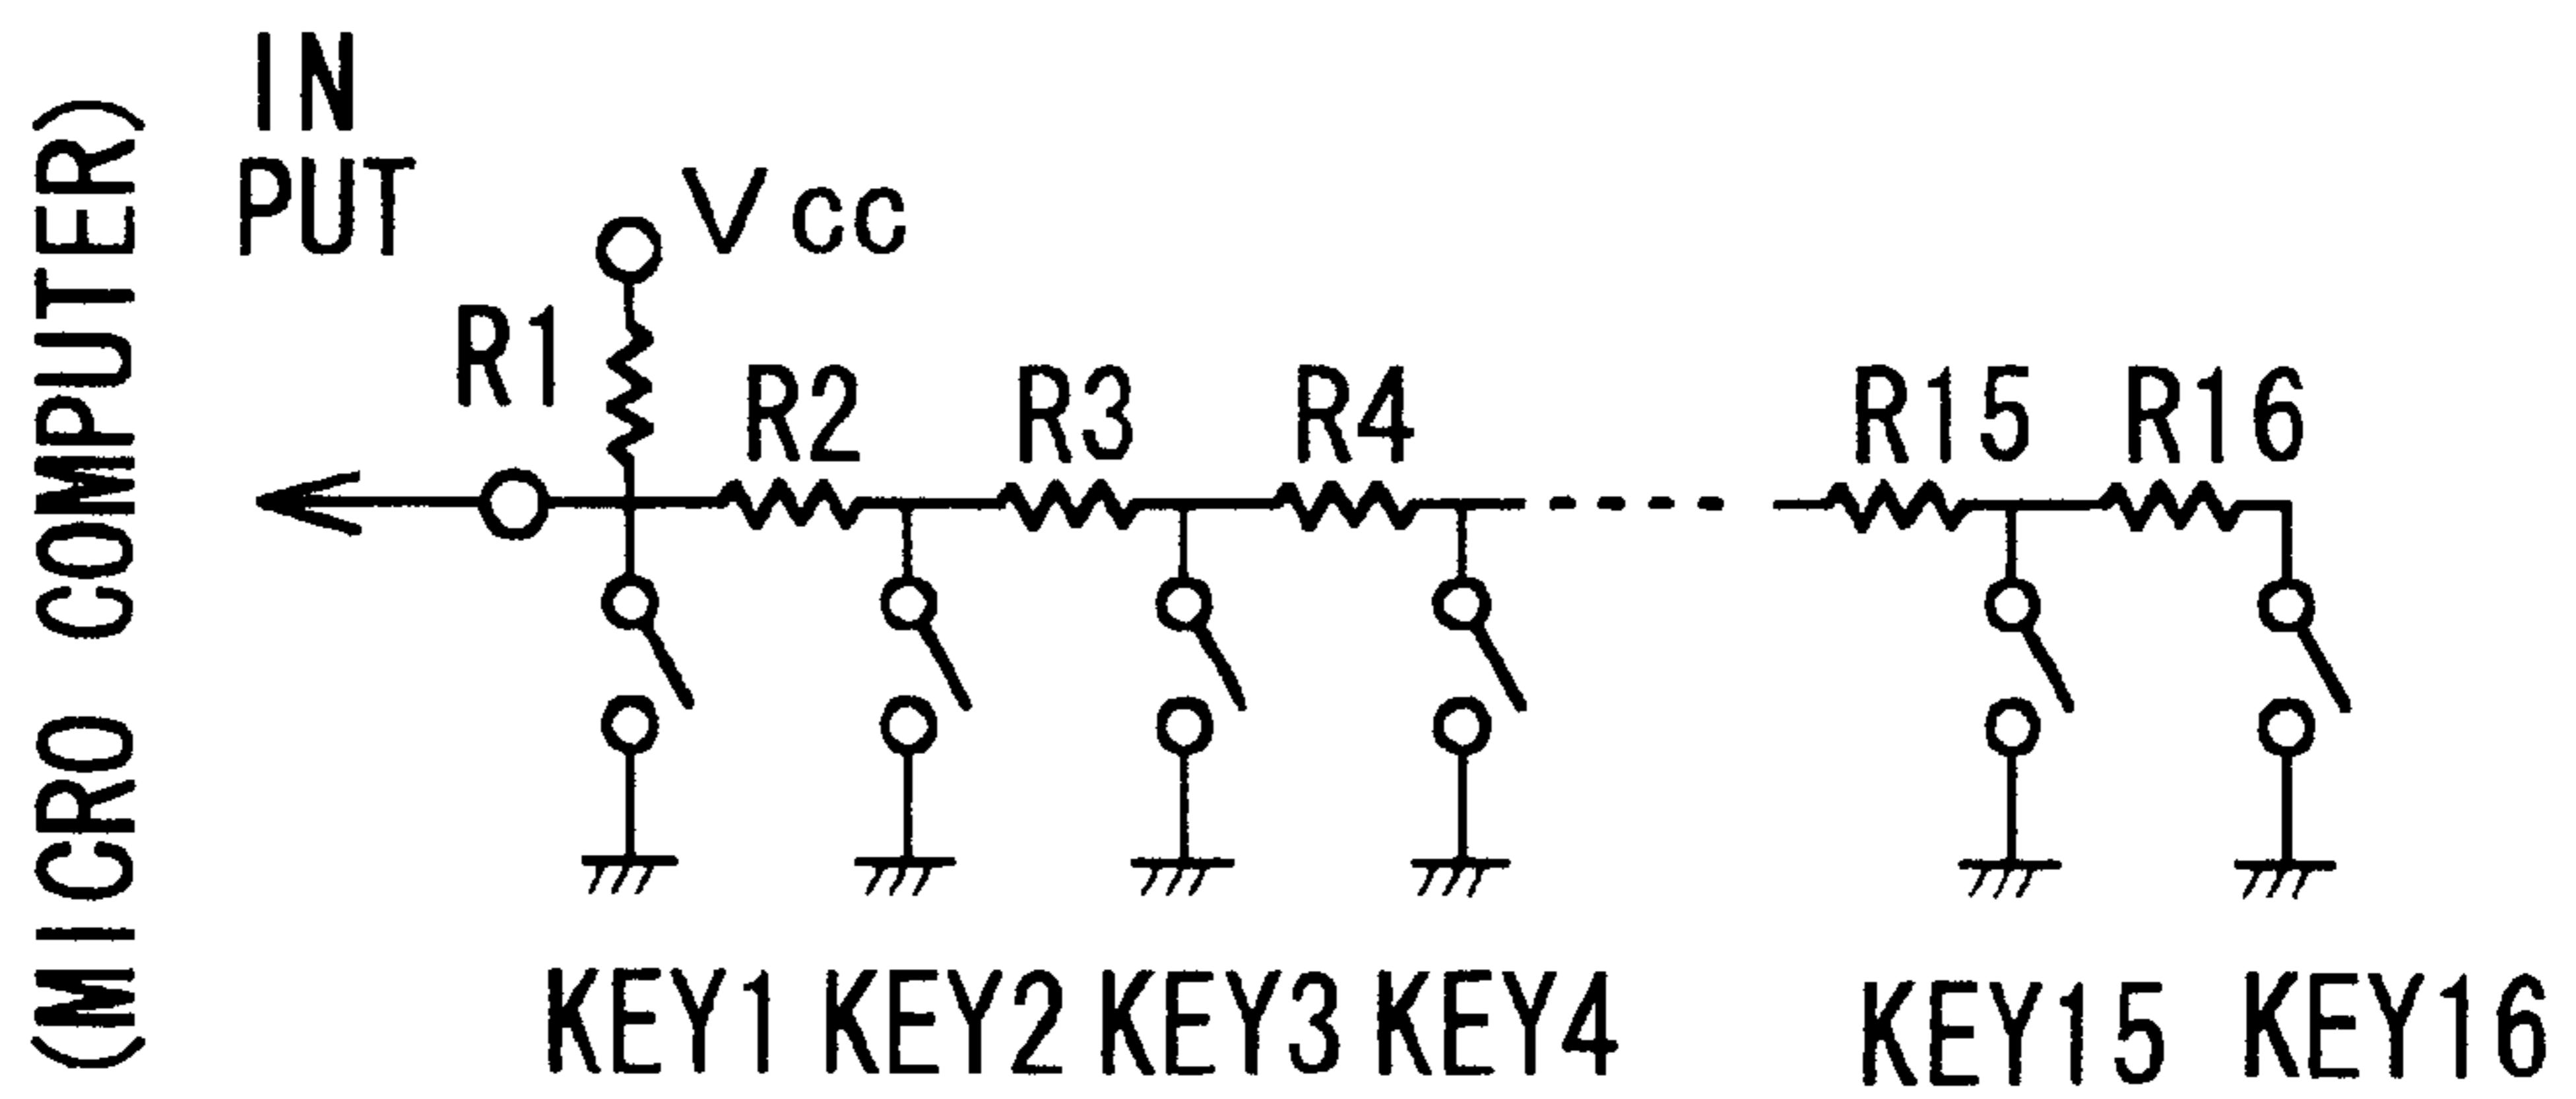 (MICRO COMPUTER)
IN
PUT
Vcc
R1
R2 R3 R4 R15 R16
KEY1 KEY2 KEY3 KEY4 KEY15 KEY16